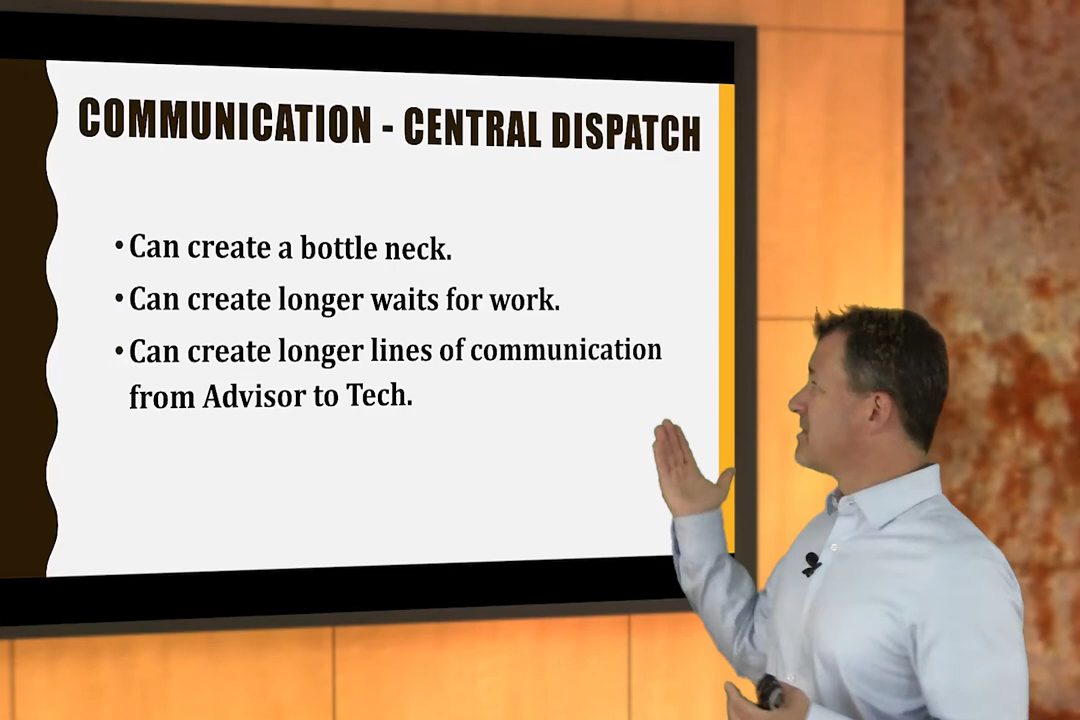 COMMUNICATION - CENTRAL DISPATCH
•Can create a bottle neck.
•Can create longer waits for work.
•Can create longer lines of communication
from Advisor to Tech.